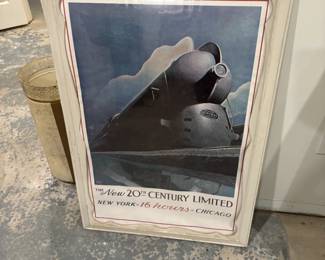 THE New 20TH CENTURY LIMITED
NEW YORK - 16 hours - CHICAGO